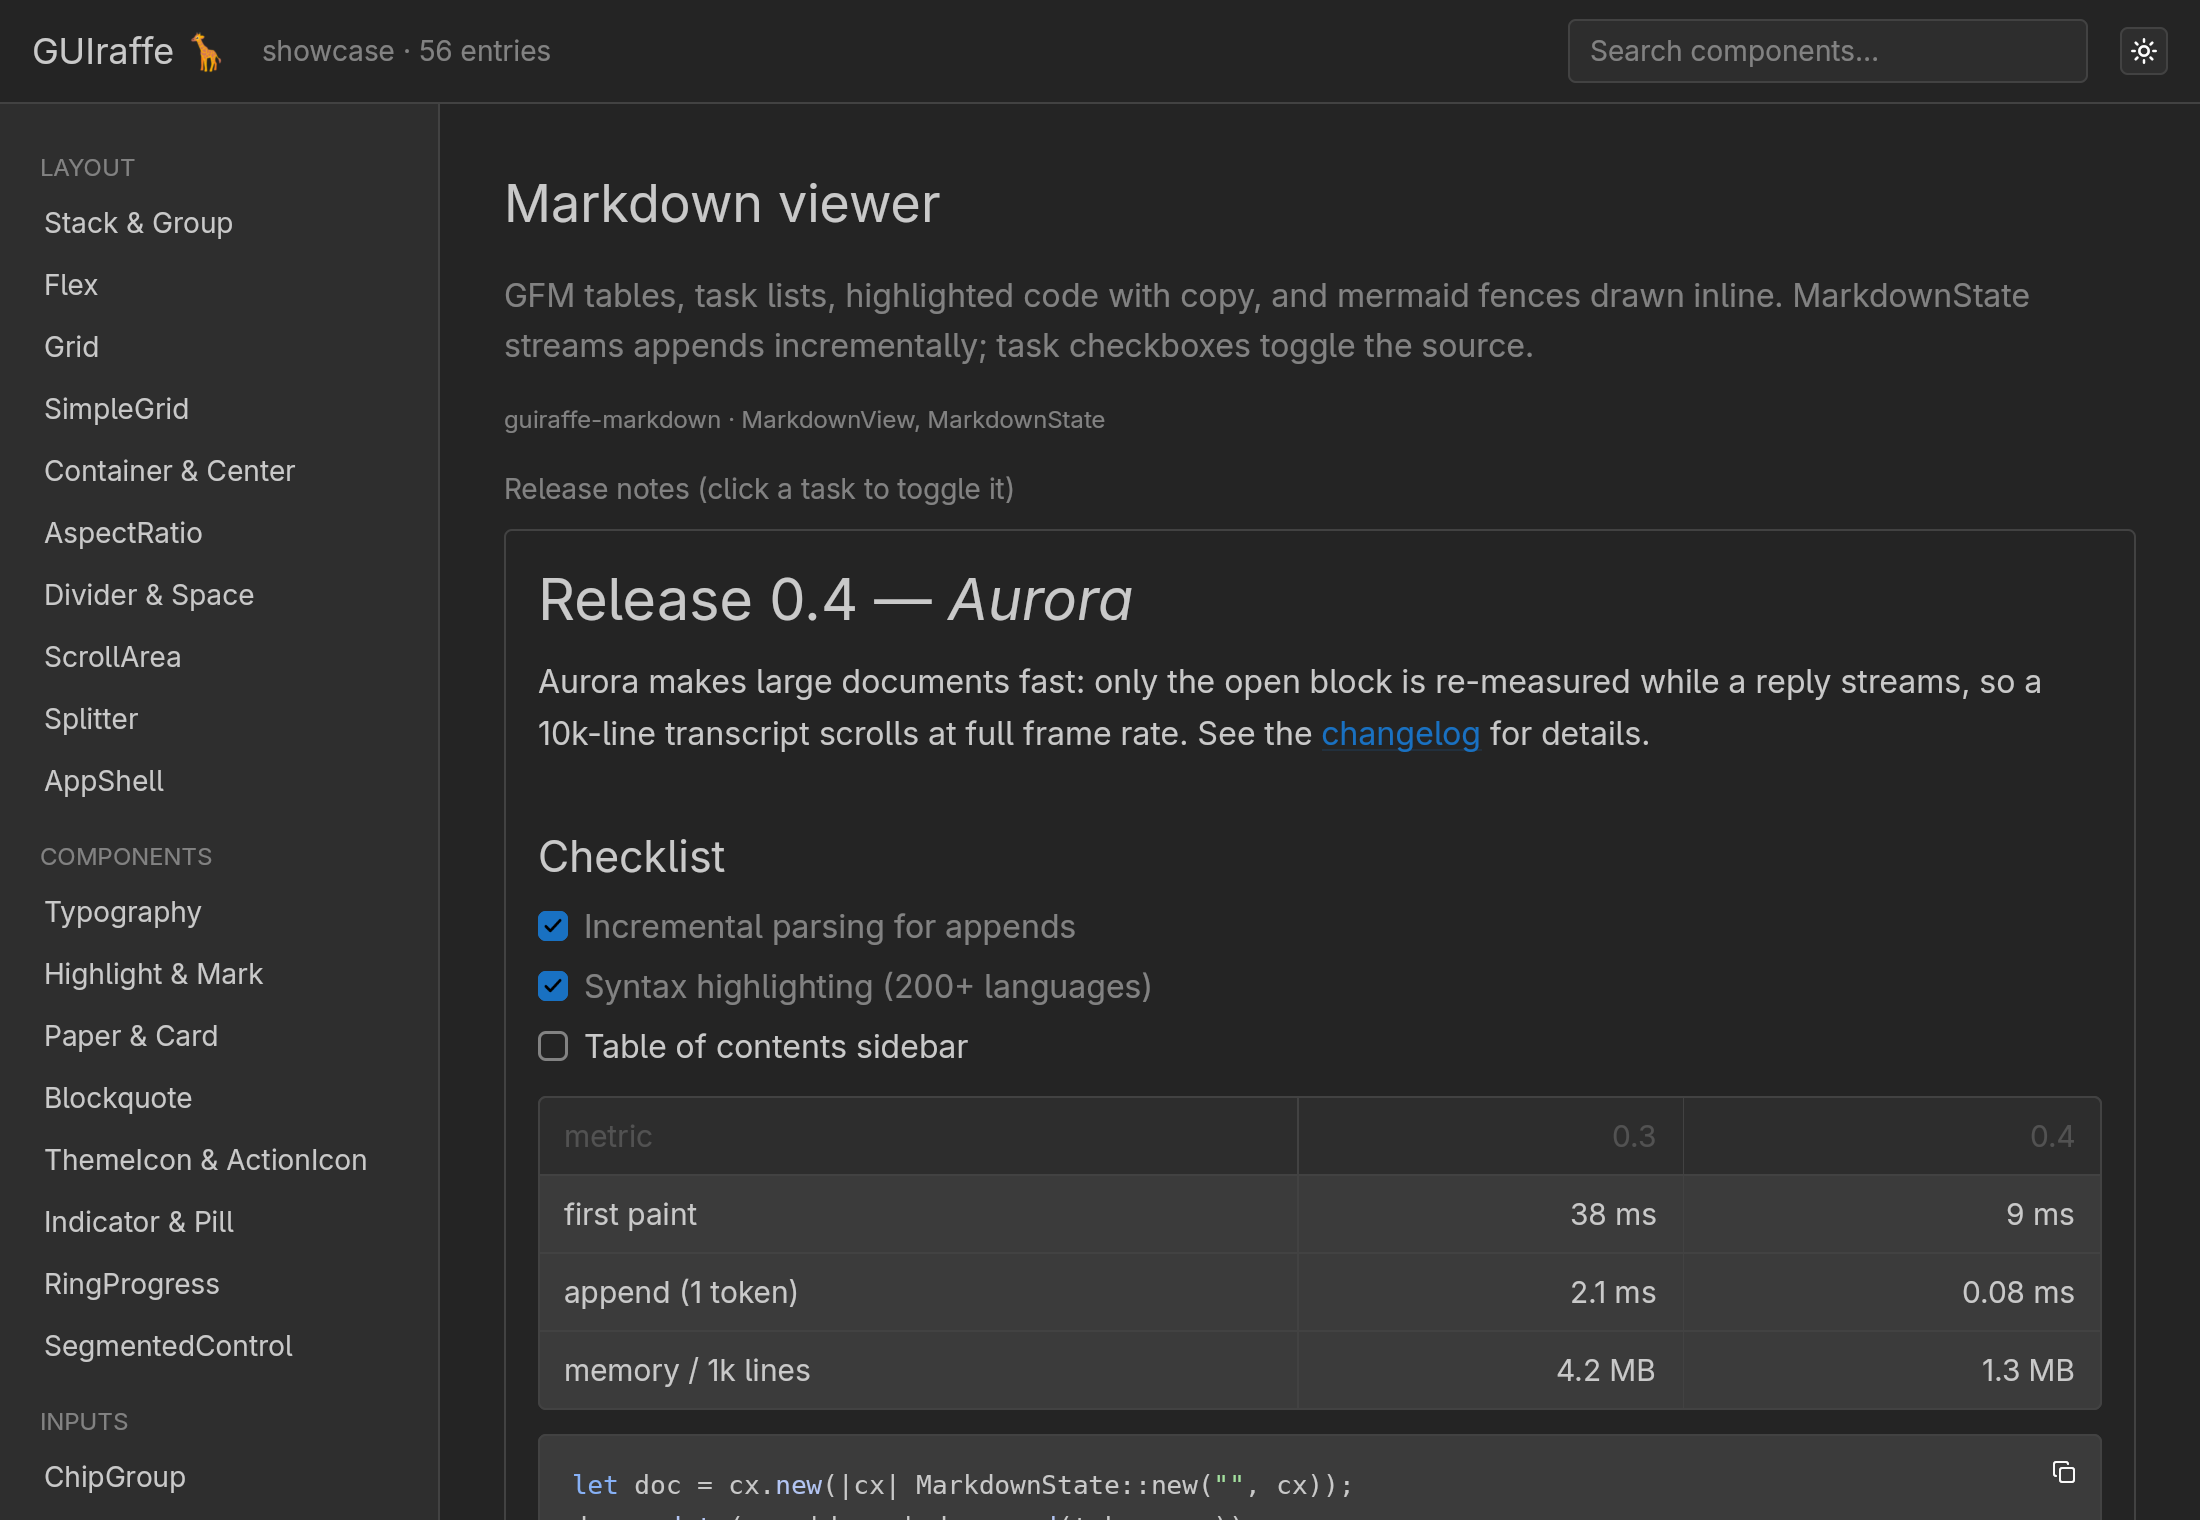 GUIraffe 🦒 showcase · 56 entries
Search components...
LAYOUT
Stack & Group
Flex
Grid
SimpleGrid
Container & Center
AspectRatio
Divider & Space
ScrollArea
Splitter
AppShell
COMPONENTS
Typography
Highlight & Mark
Paper & Card
Blockquote
ThemeIcon & ActionIcon
Indicator & Pill
RingProgress
SegmentedControl
INPUTS
ChipGroup
Markdown viewer
GFM tables, task lists, highlighted code with copy, and mermaid fences drawn inline. MarkdownState
streams appends incrementally; task checkboxes toggle the source.
guiraffe-markdown · MarkdownView, MarkdownState
Release notes (click a task to toggle it)
Release 0.4 — Aurora
Aurora makes large documents fast: only the open block is re-measured while a reply streams, so a
10k-line transcript scrolls at full frame rate. See the changelog for details.
Checklist
Incremental parsing for appends
Syntax highlighting (200+ languages)
Table of contents sidebar
metric 0.3 0.4
first paint 38 ms 9 ms
append (1 token) 2.1 ms 0.08 ms
memory / 1k lines 4.2 MB 1.3 MB
let doc = cx.new(|cx| MarkdownState::new("", cx));